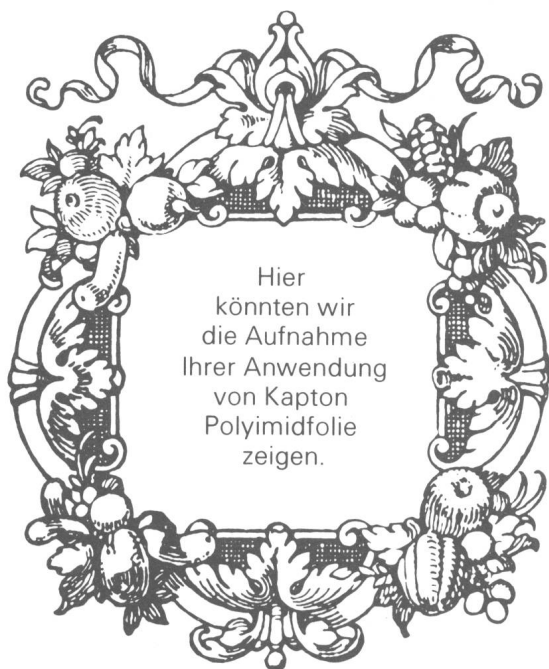 Hier
könnten wir
die Aufnahme
Ihrer Anwendung
von Kapton
Polyimidfolie
zeigen.